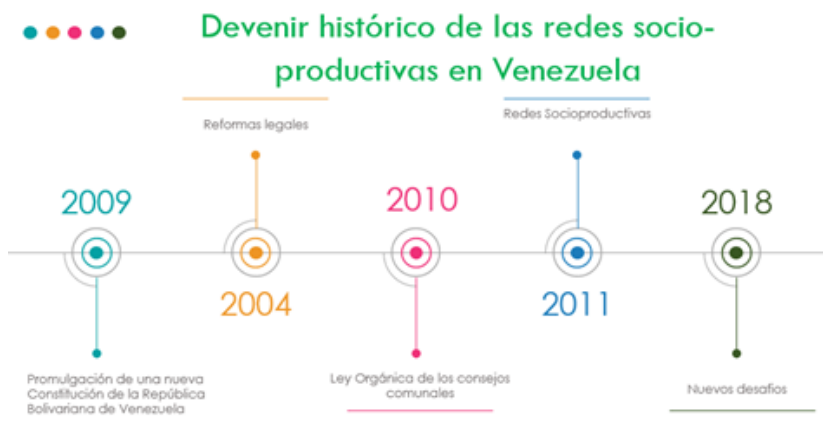 Devenir histórico de las redes socio-
productivas en Venezuela
Reformas legales
Redes Socioproductivas
2009
2010
2018
2004
2011
Promulgación de una nueva
Constitución de la República
Bolivariana de Venezuela
Ley Orgánica de los consejos
comunales
Nuevos desafíos